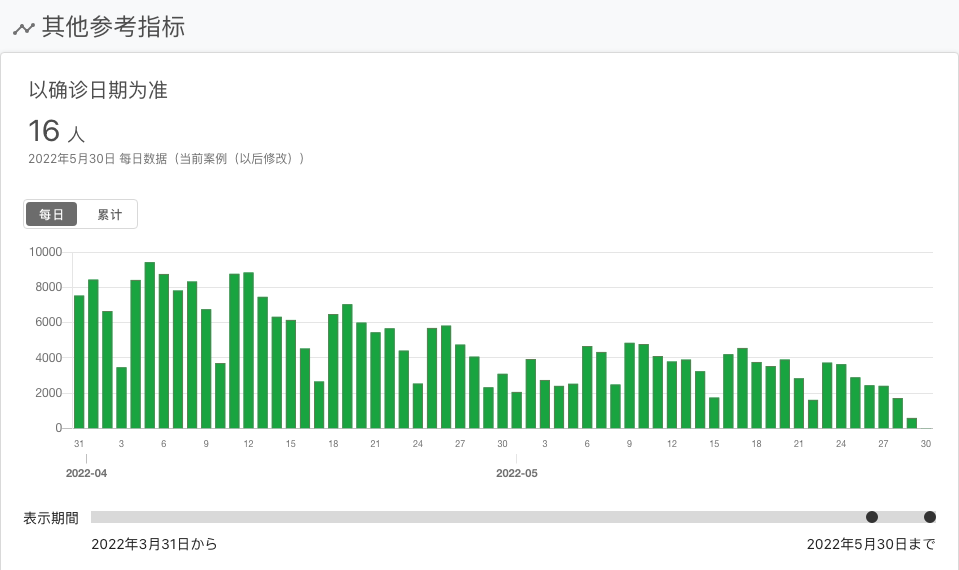 其他参考指标
以确诊日期为准
16 人
2022年5月30日 每日数据（当前案例（以后修改））
每日 累计
10000
8000
6000
4000
2000
0
31 3 6 9 12 15 18 21 24 27 30 3 6 9 12 15 18 21 24 27 30
2022-04 2022-05
表示期間
2022年3月31日から 2022年5月30日まで